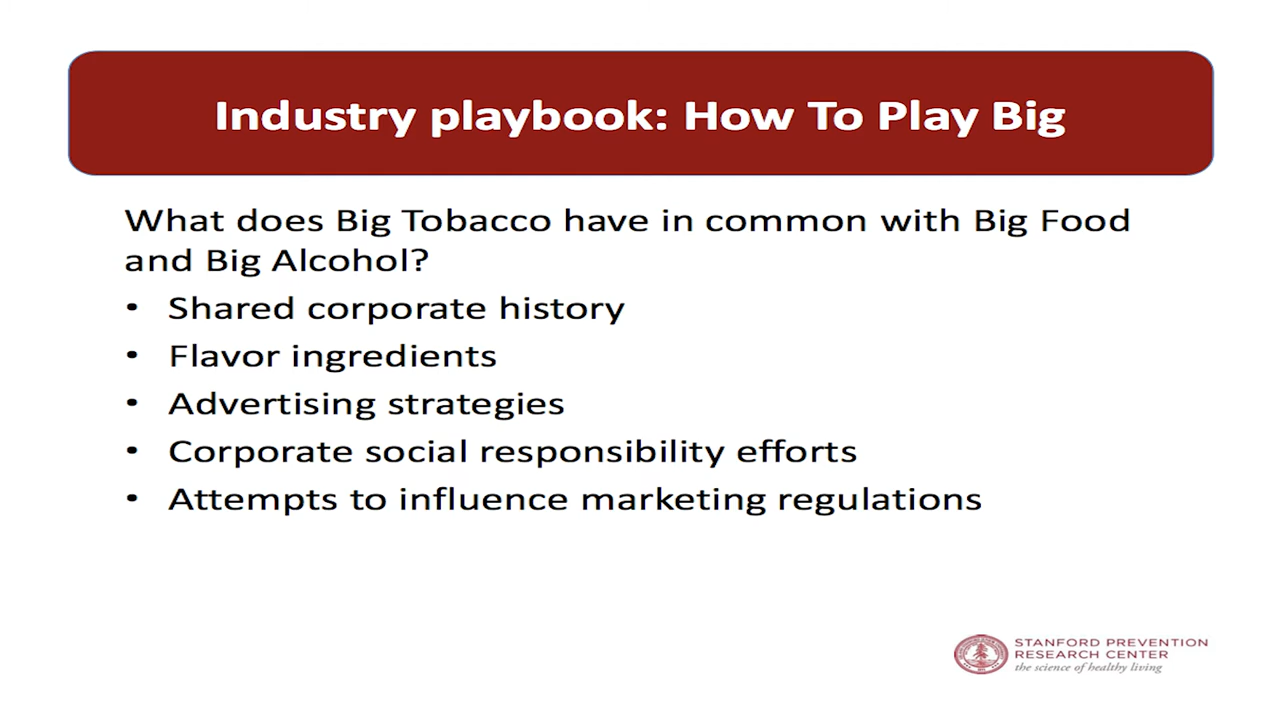 Industry playbook: How To Play Big
What does Big Tobacco have in common with Big Food
and Big Alcohol?
• Shared corporate history
• Flavor ingredients
• Advertising strategies
• Corporate social responsibility efforts
• Attempts to influence marketing regulations
STANFORD PREVENTION
RESEARCH CENTER
the science of healthy living